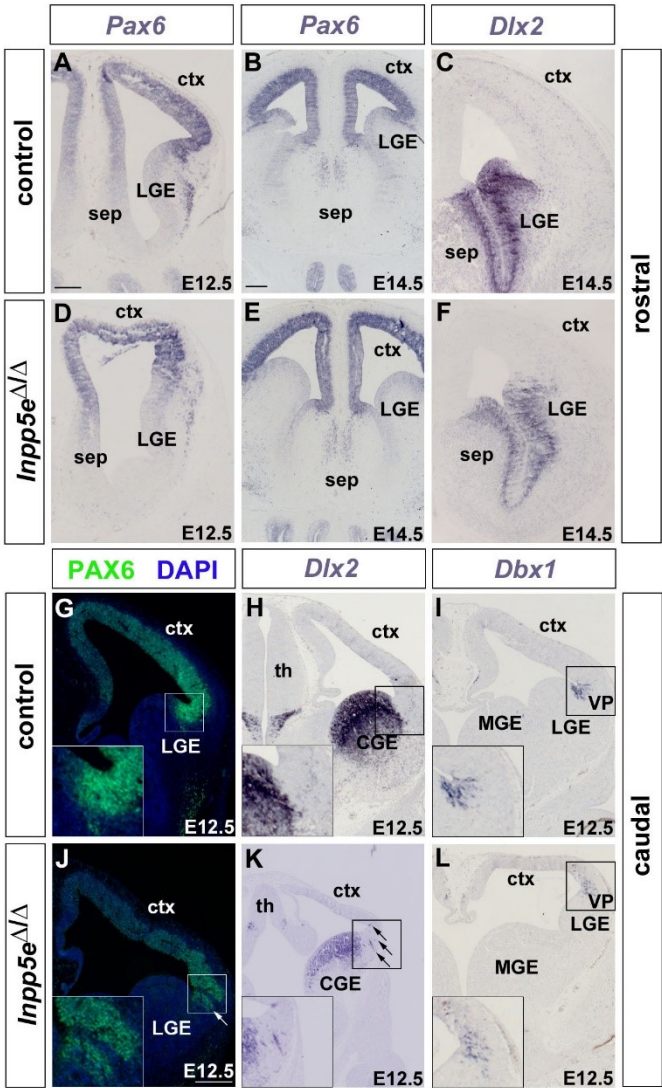 Pax6 Pax6 Dlx2
control
A ctx LGE sep E12.5
B ctx LGE sep E14.5
C ctx LGE sep E14.5
rostral
Inpp5eΔ/Δ
D ctx LGE sep E12.5
E ctx LGE sep E14.5
F ctx LGE sep E14.5
PAX6 DAPI Dlx2 Dbx1
control
G ctx LGE E12.5
H ctx th CGE E12.5
I ctx VP MGE LGE E12.5
caudal
Inpp5eΔ/Δ
J ctx LGE E12.5
K ctx th CGE E12.5
L ctx VP LGE MGE E12.5